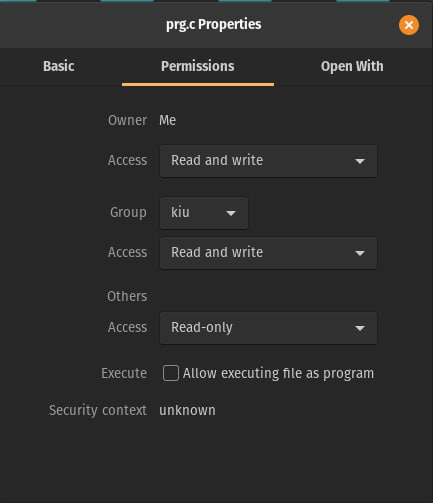 prg.c Properties
Basic Permissions Open With
Owner Me
Access Read and write
Group kiu
Access Read and write
Others
Access Read-only
Execute Allow executing file as program
Security context unknown